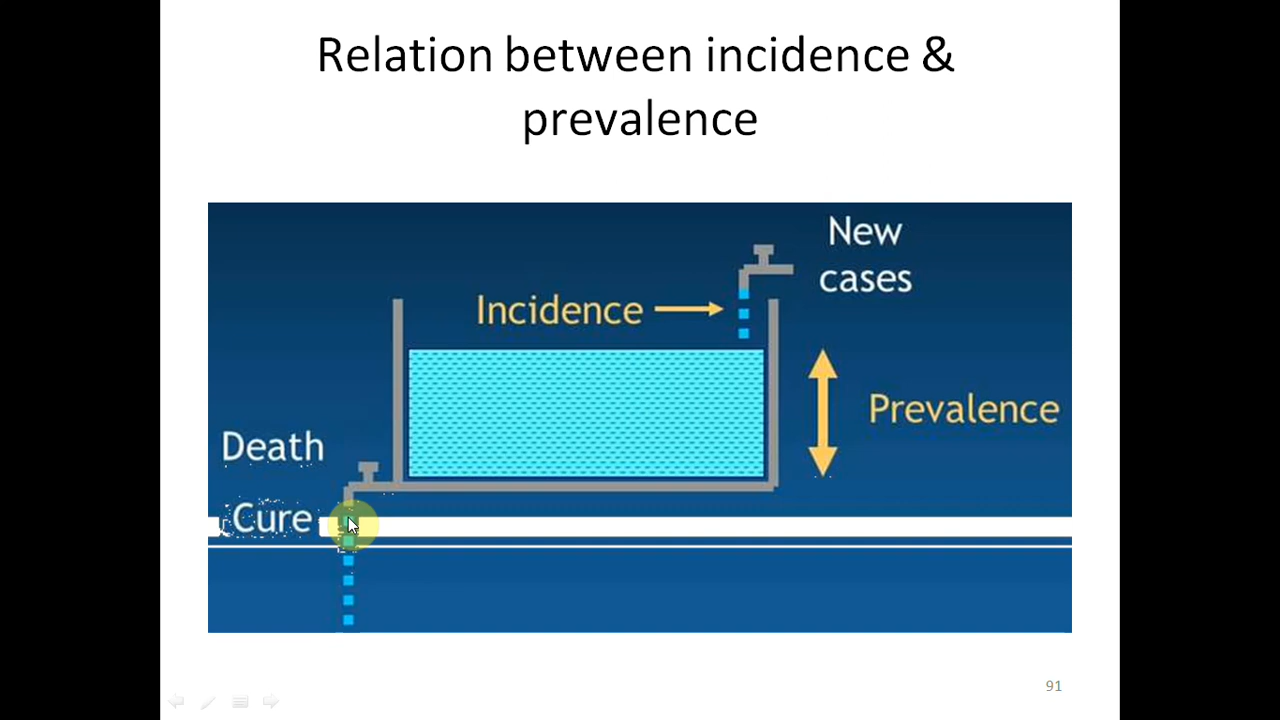 Relation between incidence &
prevalence
New
cases
Incidence
Prevalence
Death
Cure
91